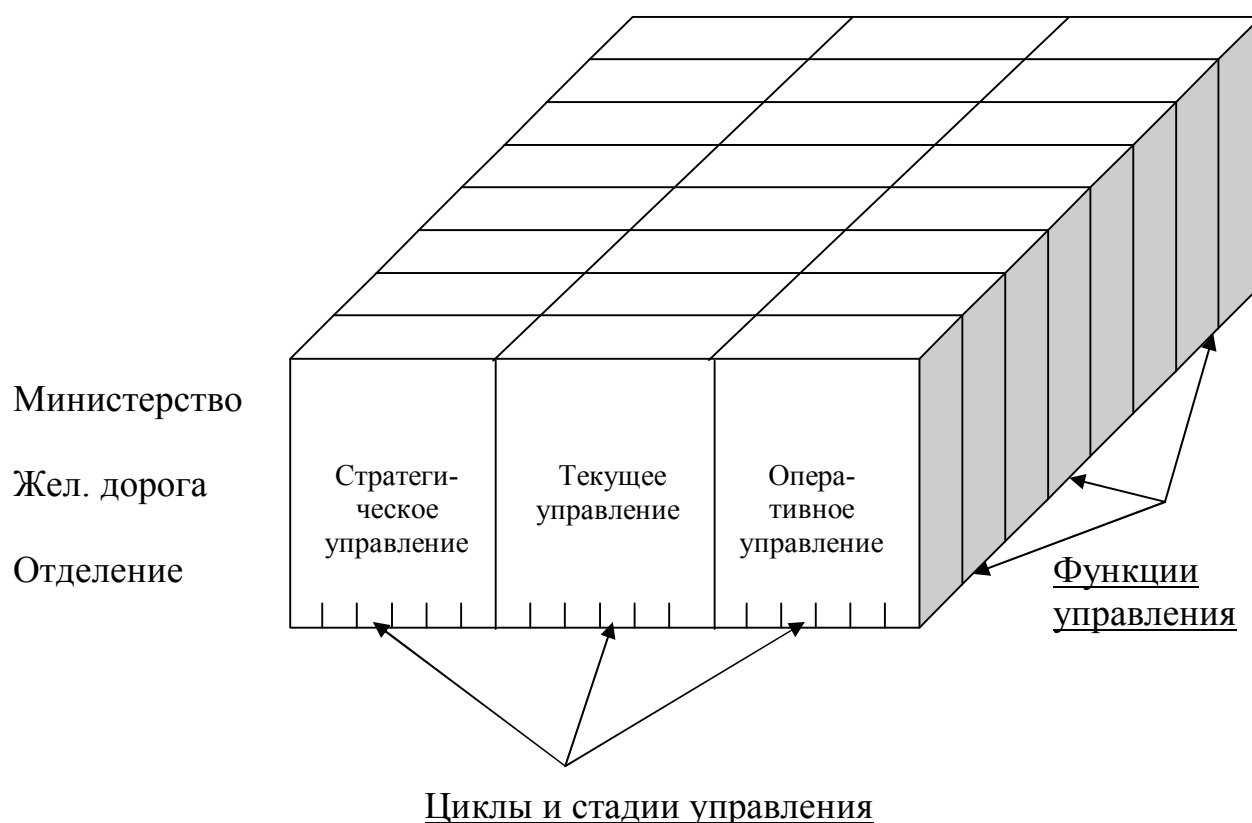 Министерство
Жел. дорога
Отделение
Стратеги-
ческое
управление
Текущее
управление
Опера-
тивное
управление
Функции
управления
Циклы и стадии управления